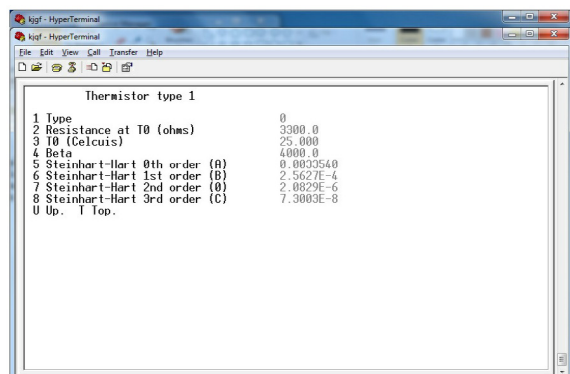 kjgf - HyperTerminal
kjgf - HyperTerminal
File Edit View Call Transfer Help
Thermistor type 1
1 Type 0
2 Resistance at T0 (ohms) 3300.0
3 T0 (Celcuis) 25.000
4 Beta 4000.0
5 Steinhart-Hart 0th order (A) 0.0033540
6 Steinhart-Hart 1st order (B) 2.5627E-4
7 Steinhart-Hart 2nd order (0) 2.0829E-6
8 Steinhart-Hart 3rd order (C) 7.3003E-8
U Up. T Top.